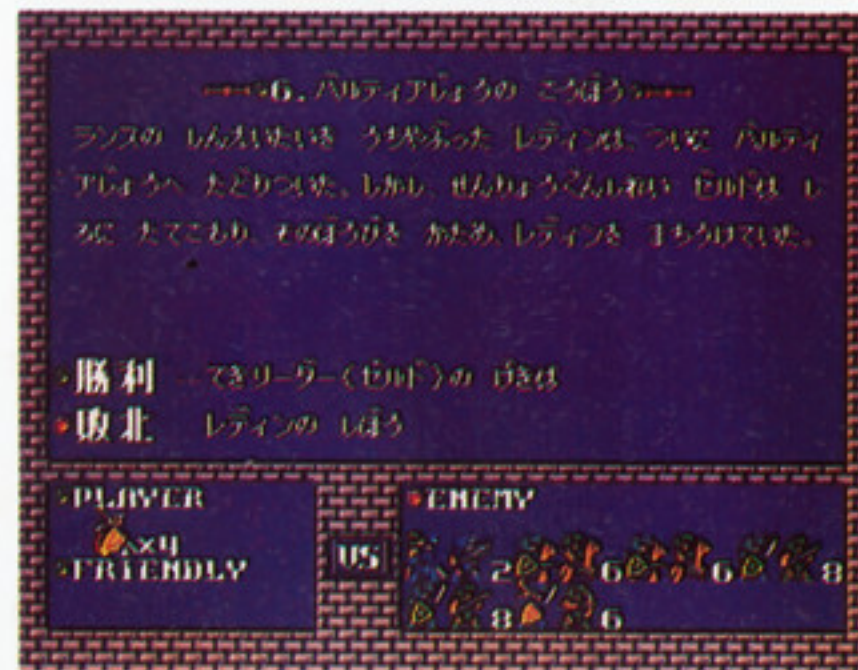 6.バルティアじょうの こうぼう
ランスの しんえいたいを うちやぶった レディンは、ついに バルティ
アじょうへ たどりついた。しかし、せんりょうぐんしれい ゼルドは し
ろに たてこもり、そのぼうびを かため、レディンを まちうけていた。
勝利 てきリーダー〈ゼルド〉の げきは
敗北 レディンの しぼう
PLAYER
×4
FRIENDLY
VS
ENEMY
2 6 6 8
8 6